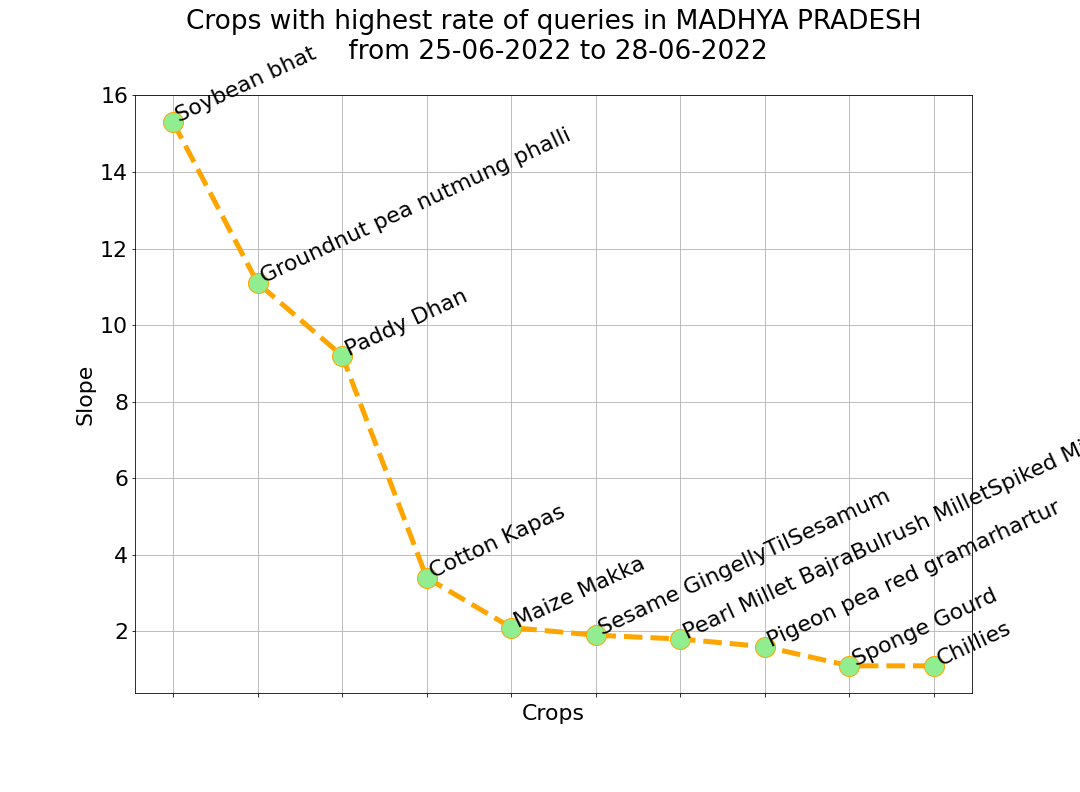 Crops with highest rate of queries in MADHYA PRADESH
from 25-06-2022 to 28-06-2022
Soybean bhat
Groundnut pea nutmung phalli
Paddy Dhan
Cotton Kapas
Maize Makka
Sesame GingellyTilSesamum
Pearl Millet BajraBulrush MilletSpiked
Pigeon pea red gramarhartur
Sponge Gourd
Chillies
16
14
12
10
8
6
4
2
Slope
Crops